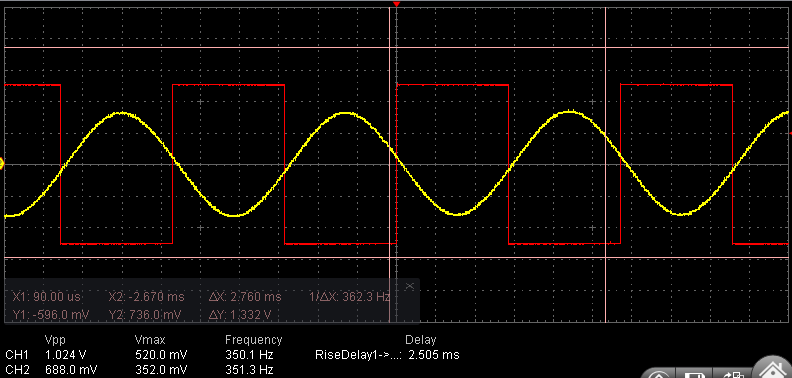 X1: 90.00 us X2: -2.670 ms ΔX: 2.760 ms 1/ΔX: 362.3 Hz
Y1: -596.0 mV Y2: 736.0 mV ΔY: 1.332 V
Vpp Vmax Frequency Delay
CH1 1.024 V 520.0 mV 350.1 Hz RiseDelay1->...: 2.505 ms
CH2 688.0 mV 352.0 mV 351.3 Hz